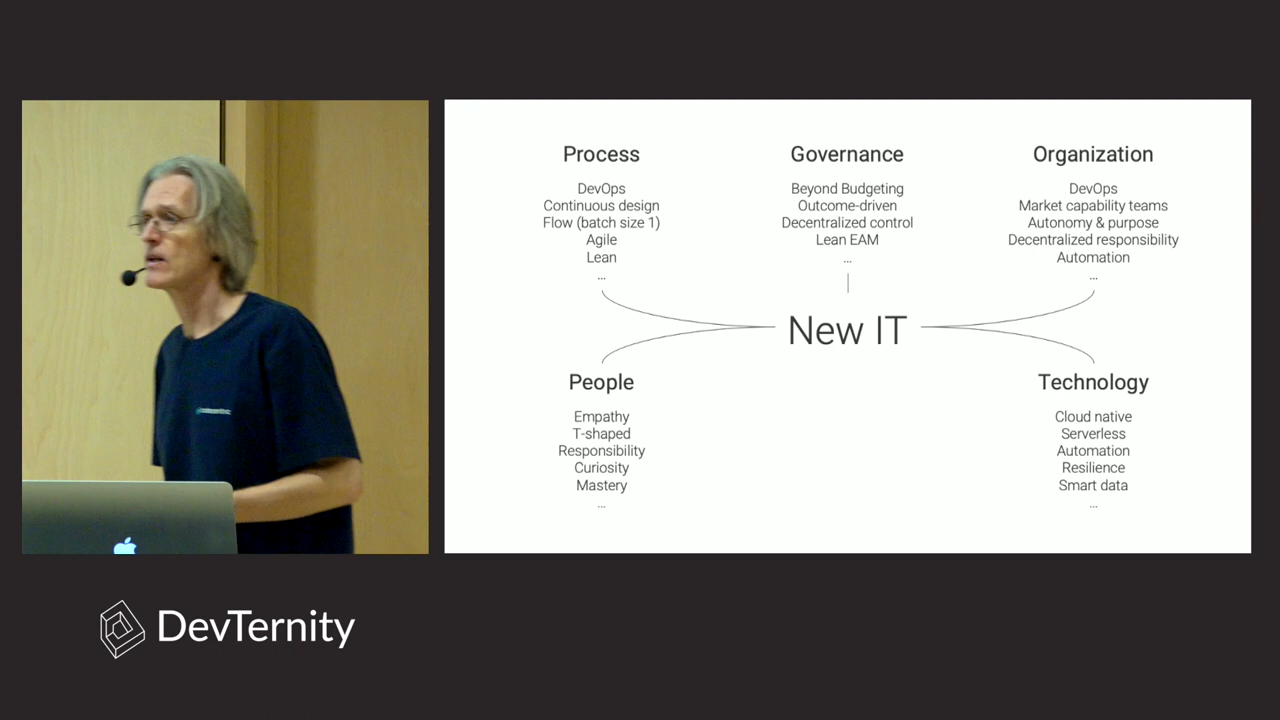 Process
DevOps
Continuous design
Flow (batch size 1)
Agile
Lean
...
Governance
Beyond Budgeting
Outcome-driven
Decentralized control
Lean EAM
...
Organization
DevOps
Market capability teams
Autonomy & purpose
Decentralized responsibility
Automation
...
New IT
People
Empathy
T-shaped
Responsibility
Curiosity
Mastery
...
Technology
Cloud native
Serverless
Automation
Resilience
Smart data
...
DevTernity